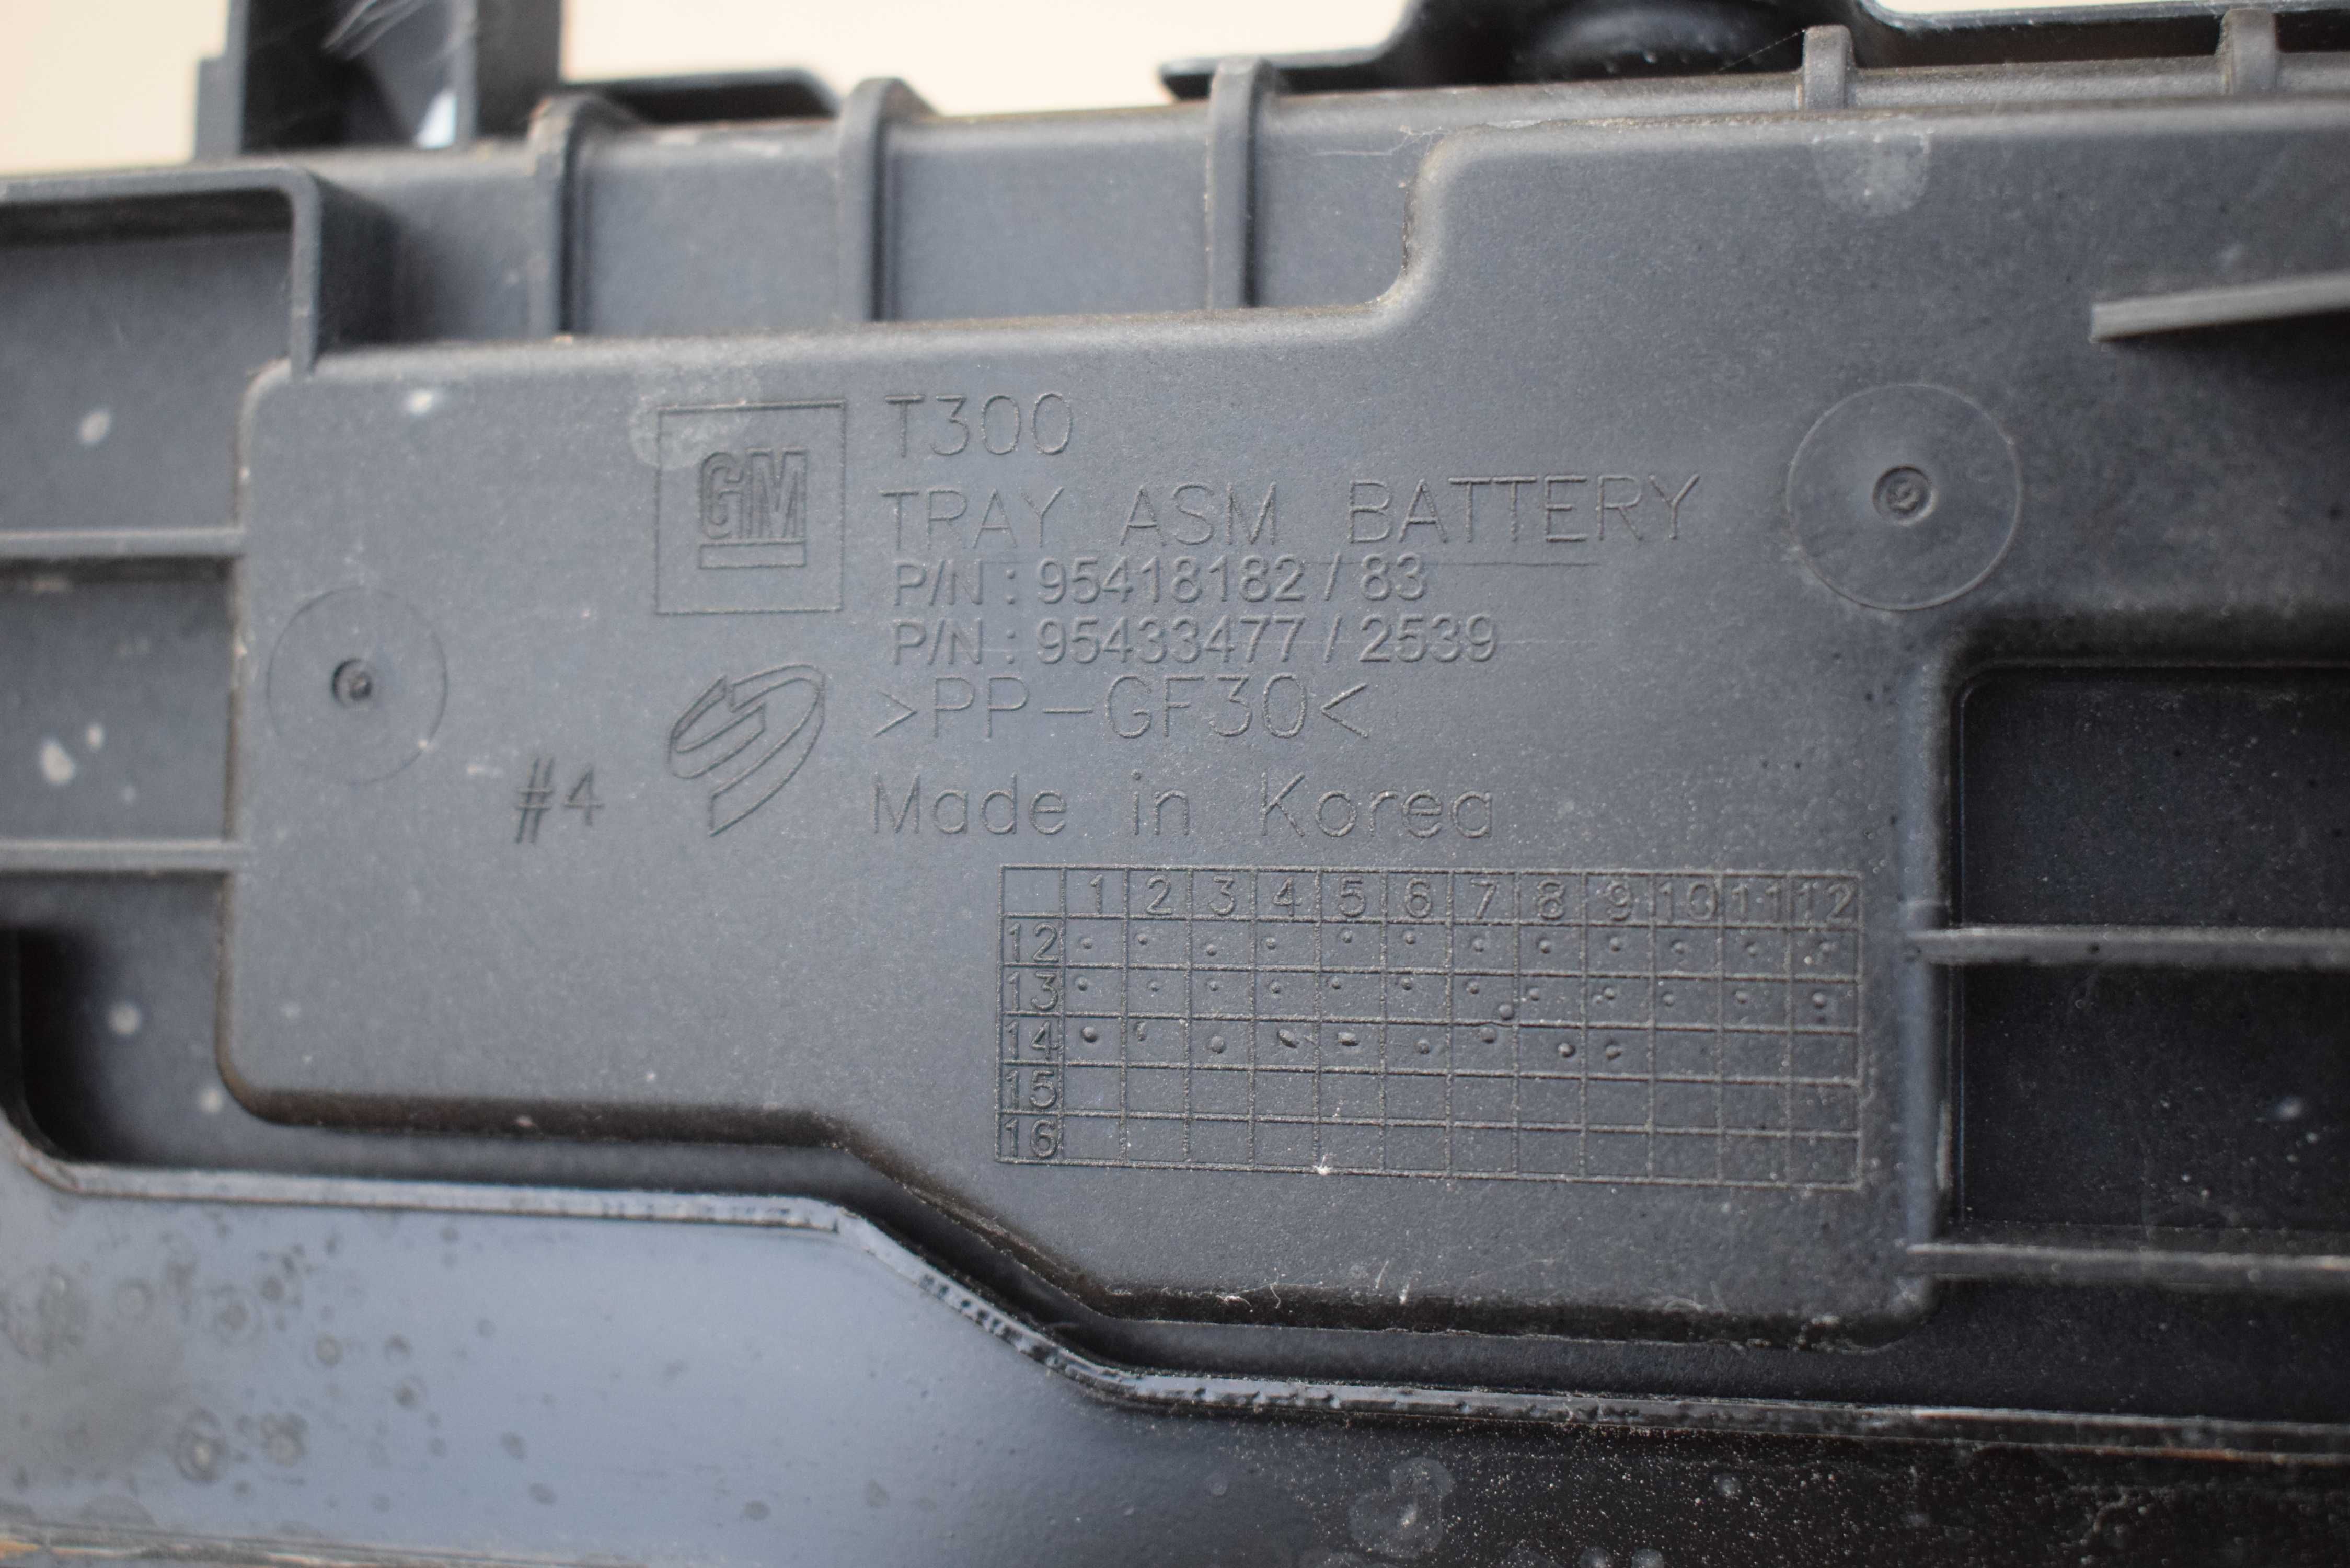 GM
T300
TRAY ASM BATTERY
P/N : 95418182 / 83
P/N : 95433477 / 2539
>PP-GF30<
#4
Made in Korea
1 2 3 4 5 6 7 8 9 10 11 12
12
13
14
15
16